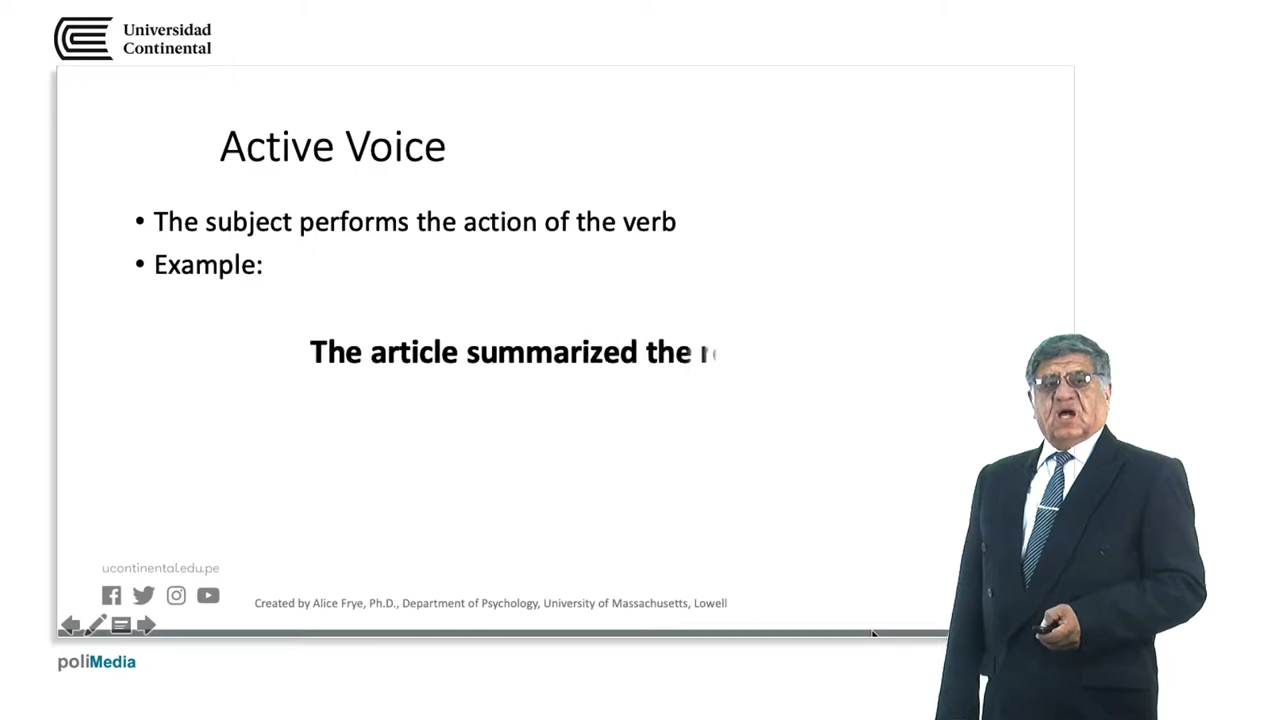 Universidad
Continental
Active Voice
• The subject performs the action of the verb
• Example:
The article summarized the
ucontinental.edu.pe
Created by Alice Frye, Ph.D., Department of Psychology, University of Massachusetts, Lowell
poliMedia